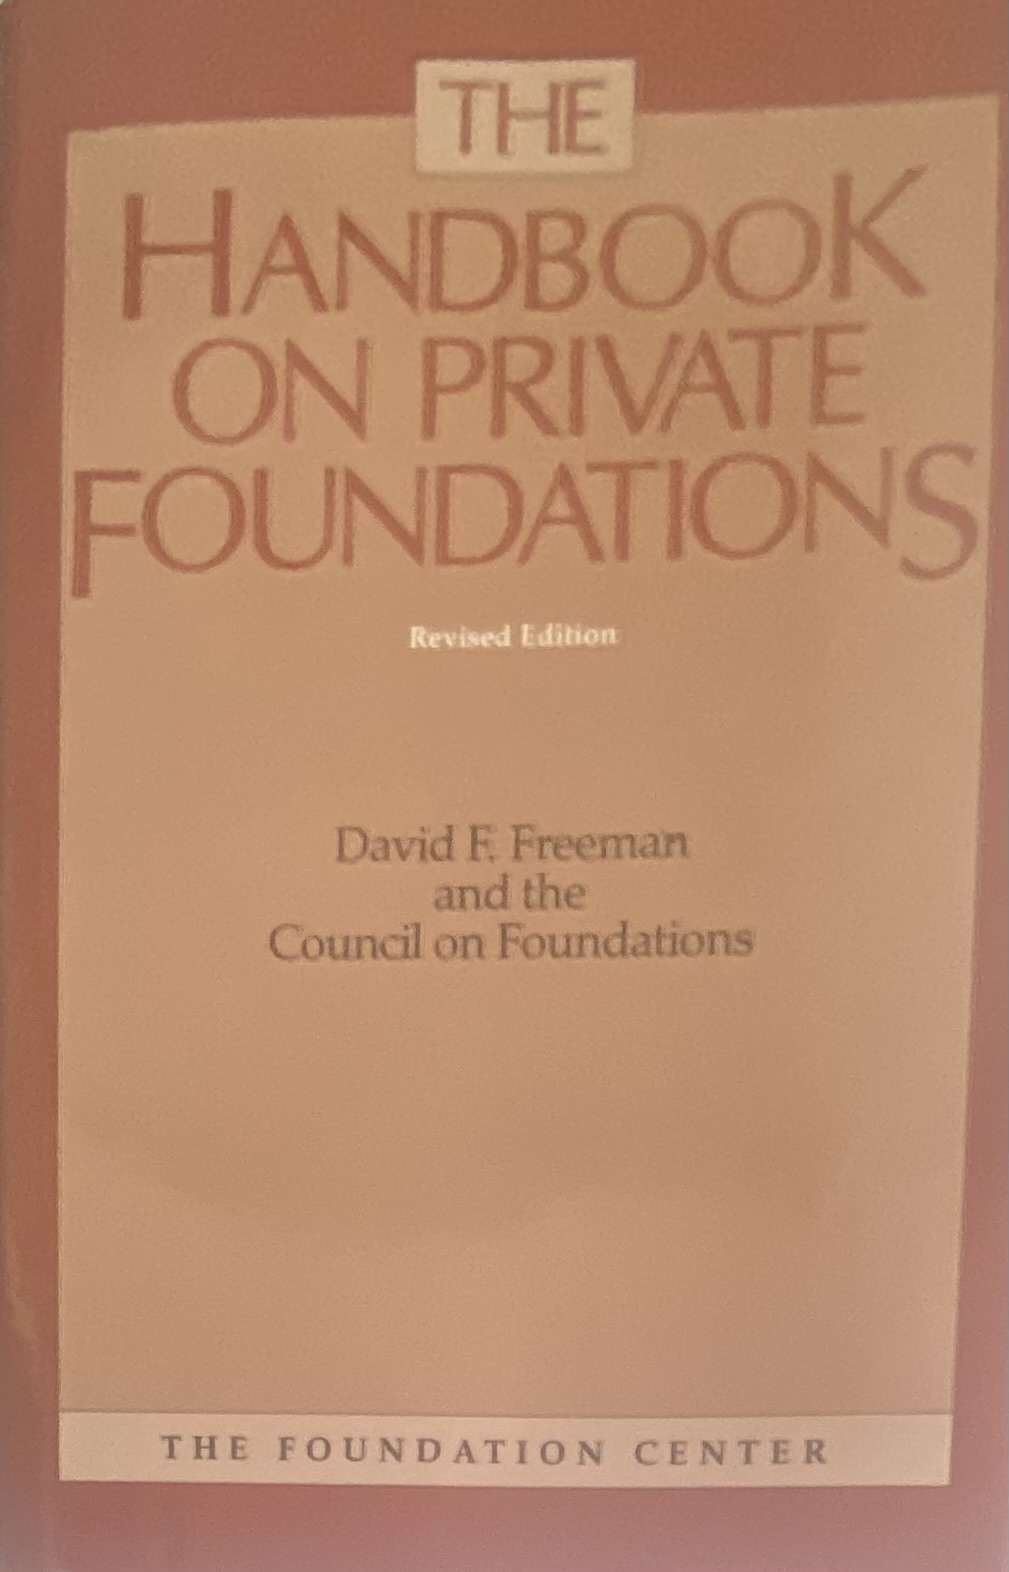 THE
HANDBOOK
ON PRIVATE
FOUNDATIONS
Revised Edition
David F. Freeman
and the
Council on Foundations
THE FOUNDATION CENTER